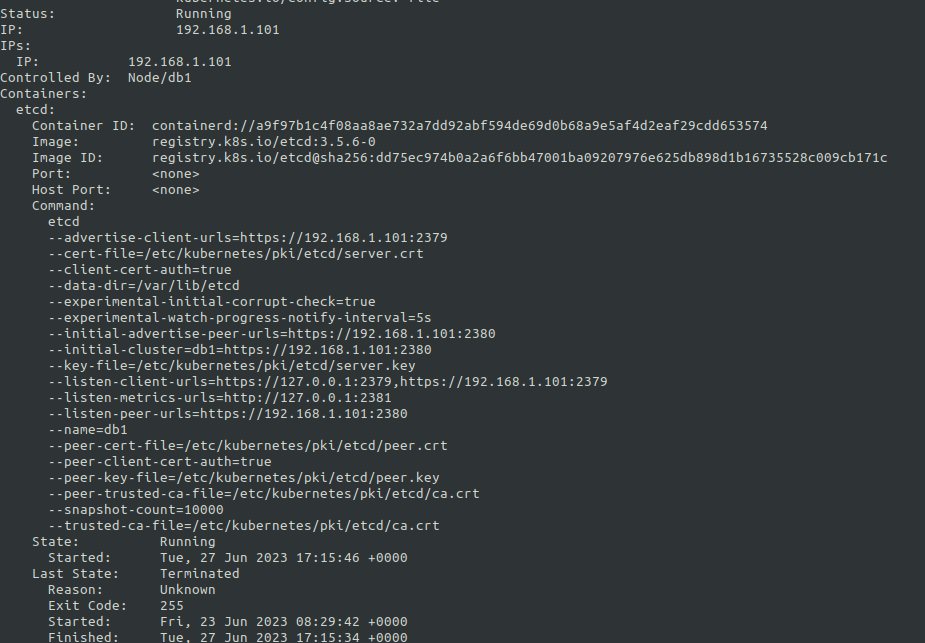 kubernetes.io/config.source: file
Status:                Running
IP:                    192.168.1.101
IPs:
  IP:           192.168.1.101
Controlled By:  Node/db1
Containers:
  etcd:
    Container ID:  containerd://a9f97b1c4f08aa8ae732a7dd92abf594de69d0b68a9e5af4d2eaf29cdd653574
    Image:         registry.k8s.io/etcd:3.5.6-0
    Image ID:      registry.k8s.io/etcd@sha256:dd75ec974b0a2a6f6bb47001ba09207976e625db898d1b16735528c009cb171c
    Port:          <none>
    Host Port:     <none>
    Command:
      etcd
      --advertise-client-urls=https://192.168.1.101:2379
      --cert-file=/etc/kubernetes/pki/etcd/server.crt
      --client-cert-auth=true
      --data-dir=/var/lib/etcd
      --experimental-initial-corrupt-check=true
      --experimental-watch-progress-notify-interval=5s
      --initial-advertise-peer-urls=https://192.168.1.101:2380
      --initial-cluster=db1=https://192.168.1.101:2380
      --key-file=/etc/kubernetes/pki/etcd/server.key
      --listen-client-urls=https://127.0.0.1:2379,https://192.168.1.101:2379
      --listen-metrics-urls=http://127.0.0.1:2381
      --listen-peer-urls=https://192.168.1.101:2380
      --name=db1
      --peer-cert-file=/etc/kubernetes/pki/etcd/peer.crt
      --peer-client-cert-auth=true
      --peer-key-file=/etc/kubernetes/pki/etcd/peer.key
      --peer-trusted-ca-file=/etc/kubernetes/pki/etcd/ca.crt
      --snapshot-count=10000
      --trusted-ca-file=/etc/kubernetes/pki/etcd/ca.crt
    State:          Running
      Started:      Tue, 27 Jun 2023 17:15:46 +0000
    Last State:     Terminated
      Reason:       Unknown
      Exit Code:    255
      Started:      Fri, 23 Jun 2023 08:29:42 +0000
      Finished:     Tue, 27 Jun 2023 17:15:34 +0000